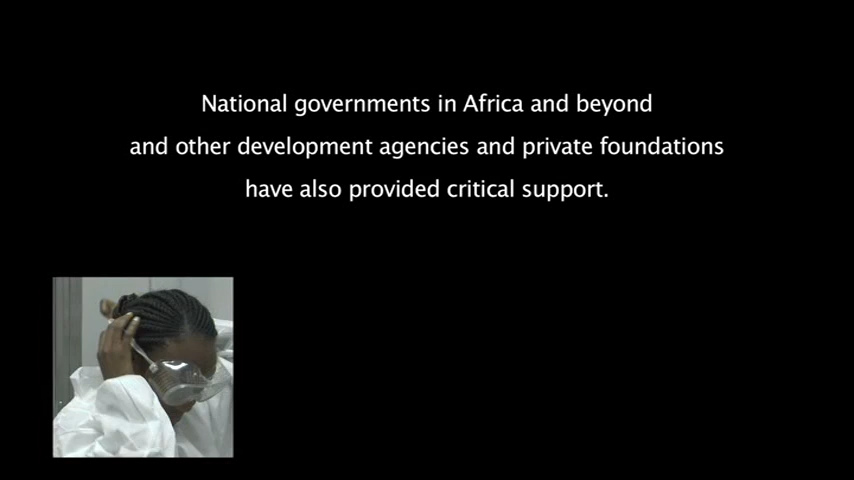 National governments in Africa and beyond
and other development agencies and private foundations
have also provided critical support.